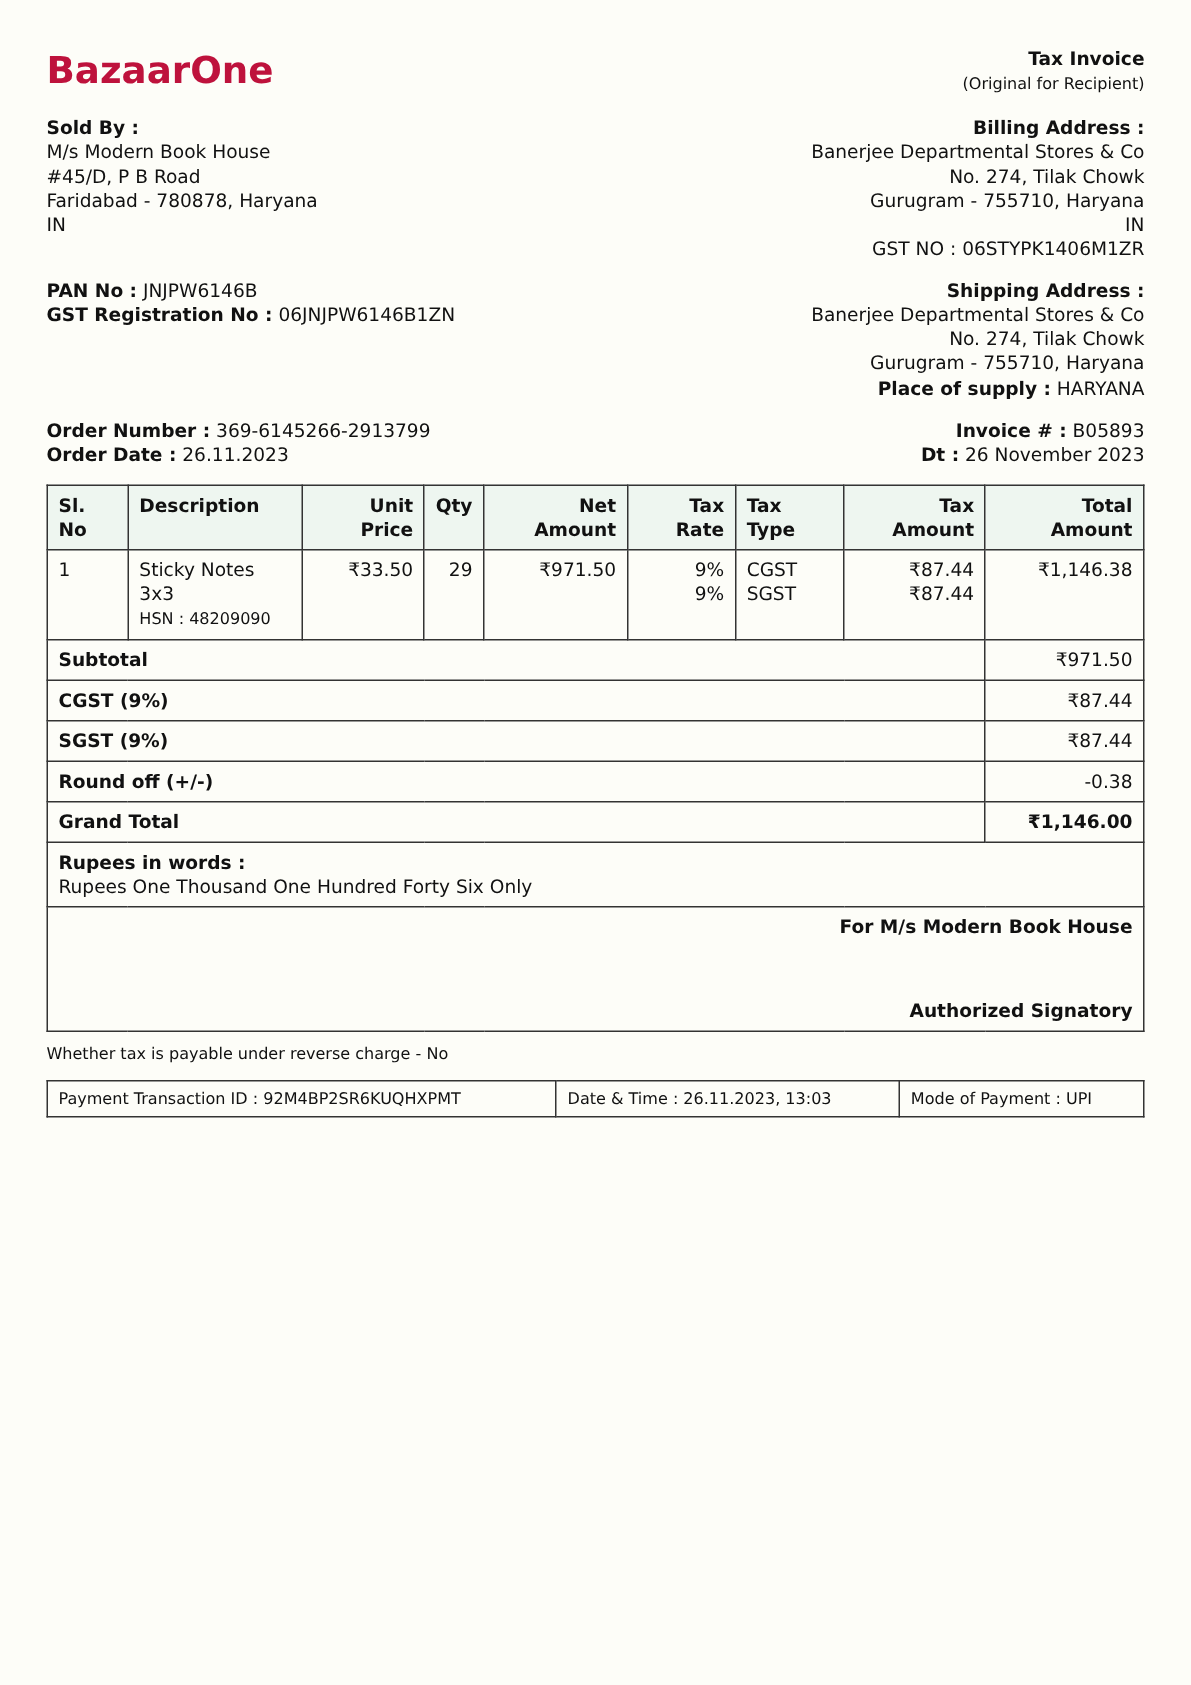 BazaarOne
Tax Invoice
(Original for Recipient)
Sold By :
M/s Modern Book House
#45/D, P B Road
Faridabad - 780878, Haryana
IN
Billing Address :
Banerjee Departmental Stores & Co
No. 274, Tilak Chowk
Gurugram - 755710, Haryana
IN
GST NO : 06STYPK1406M1ZR
PAN No : JNJPW6146B
GST Registration No : 06JNJPW6146B1ZN
Shipping Address :
Banerjee Departmental Stores & Co
No. 274, Tilak Chowk
Gurugram - 755710, Haryana
Place of supply : HARYANA
Order Number : 369-6145266-2913799
Order Date : 26.11.2023
Invoice # : B05893
Dt : 26 November 2023
Sl. No Description Unit Price Qty Net Amount Tax Rate Tax Type Tax Amount Total Amount
1 Sticky Notes ₹33.50 29 ₹971.50 9% CGST ₹87.44 ₹1,146.38
3x3 9% SGST ₹87.44
HSN : 48209090
Subtotal ₹971.50
CGST (9%) ₹87.44
SGST (9%) ₹87.44
Round off (+/-) -0.38
Grand Total ₹1,146.00
Rupees in words :
Rupees One Thousand One Hundred Forty Six Only
For M/s Modern Book House
Authorized Signatory
Whether tax is payable under reverse charge - No
Payment Transaction ID : 92M4BP2SR6KUQHXPMT Date & Time : 26.11.2023, 13:03 Mode of Payment : UPI